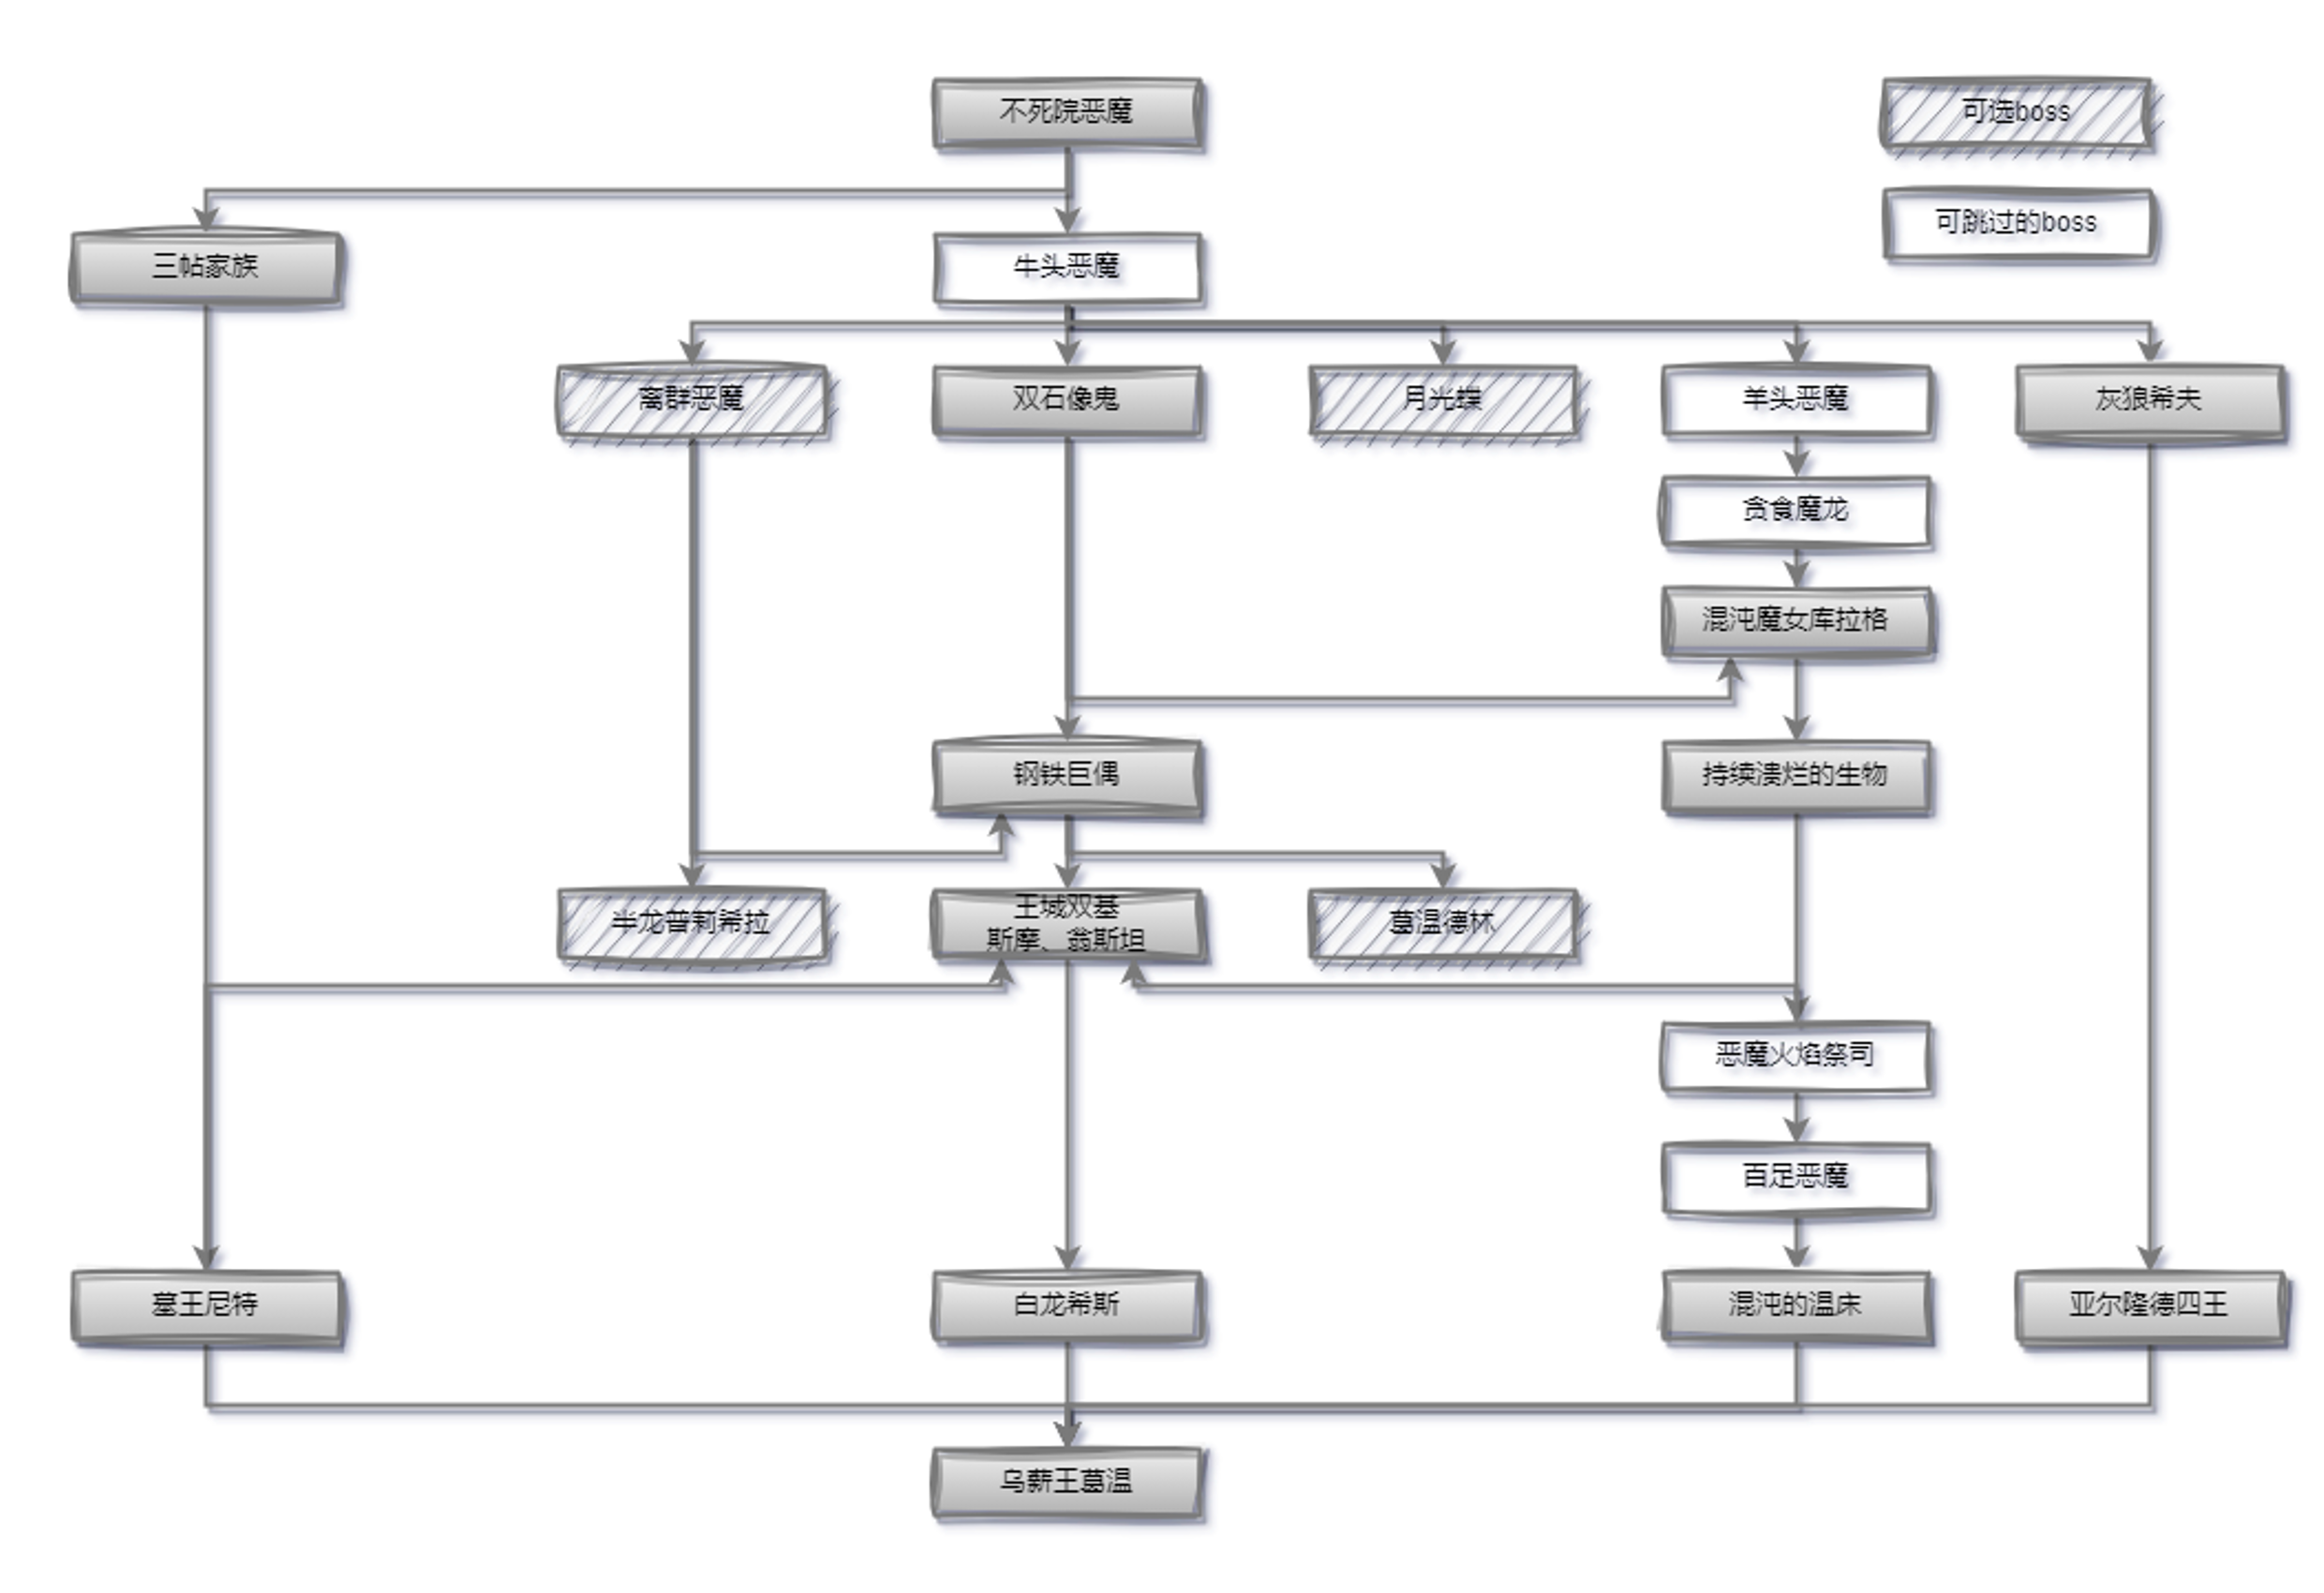 不死院恶魔
可选boss
可跳过的boss
三帖家族
牛头恶魔
离群恶魔
双石像鬼
月光蝶
羊头恶魔
灰狼希夫
贪食魔龙
混沌魔女库拉格
钢铁巨偶
持续溃烂的生物
半龙普莉希拉
王城双基
斯摩、翁斯坦
葛温德林
恶魔火焰祭司
百足恶魔
墓王尼特
白龙希斯
混沌的温床
亚尔隆德四王
乌薪王葛温